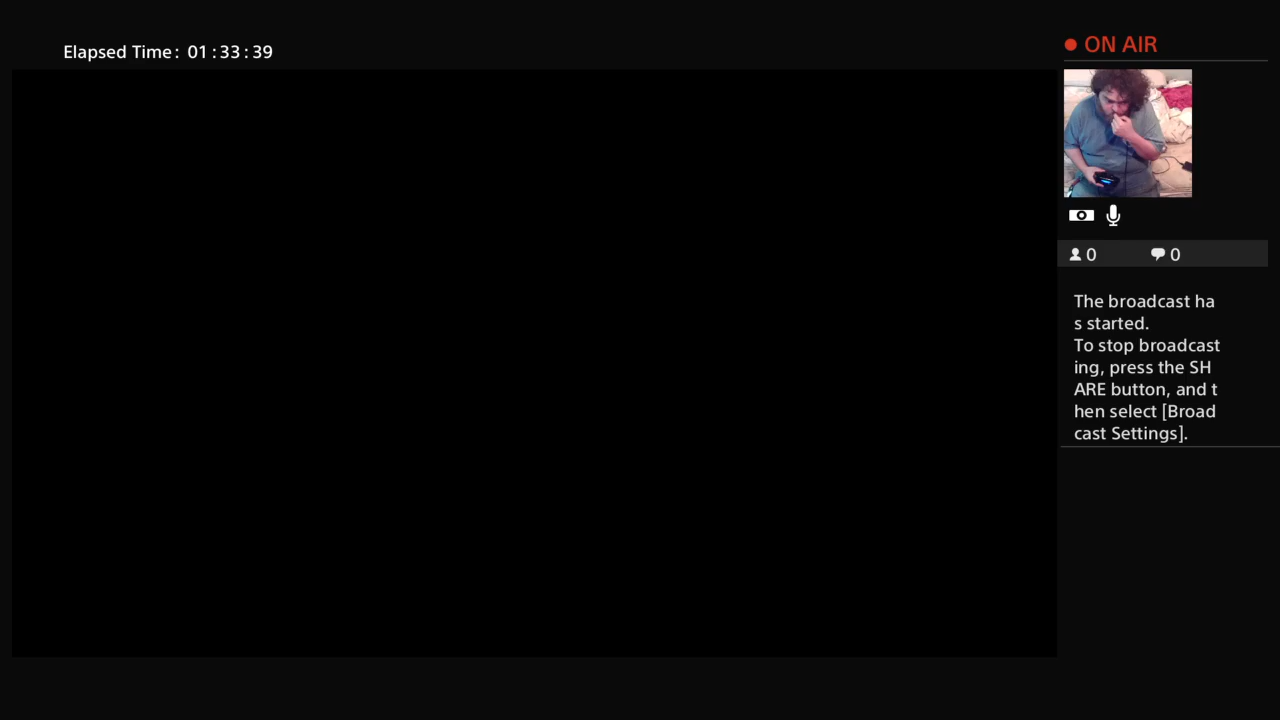 Elapsed Time: 01:33:39
ON AIR
0 0
The broadcast ha
s started.
To stop broadcast
ing, press the SH
ARE button, and t
hen select [Broad
cast Settings].